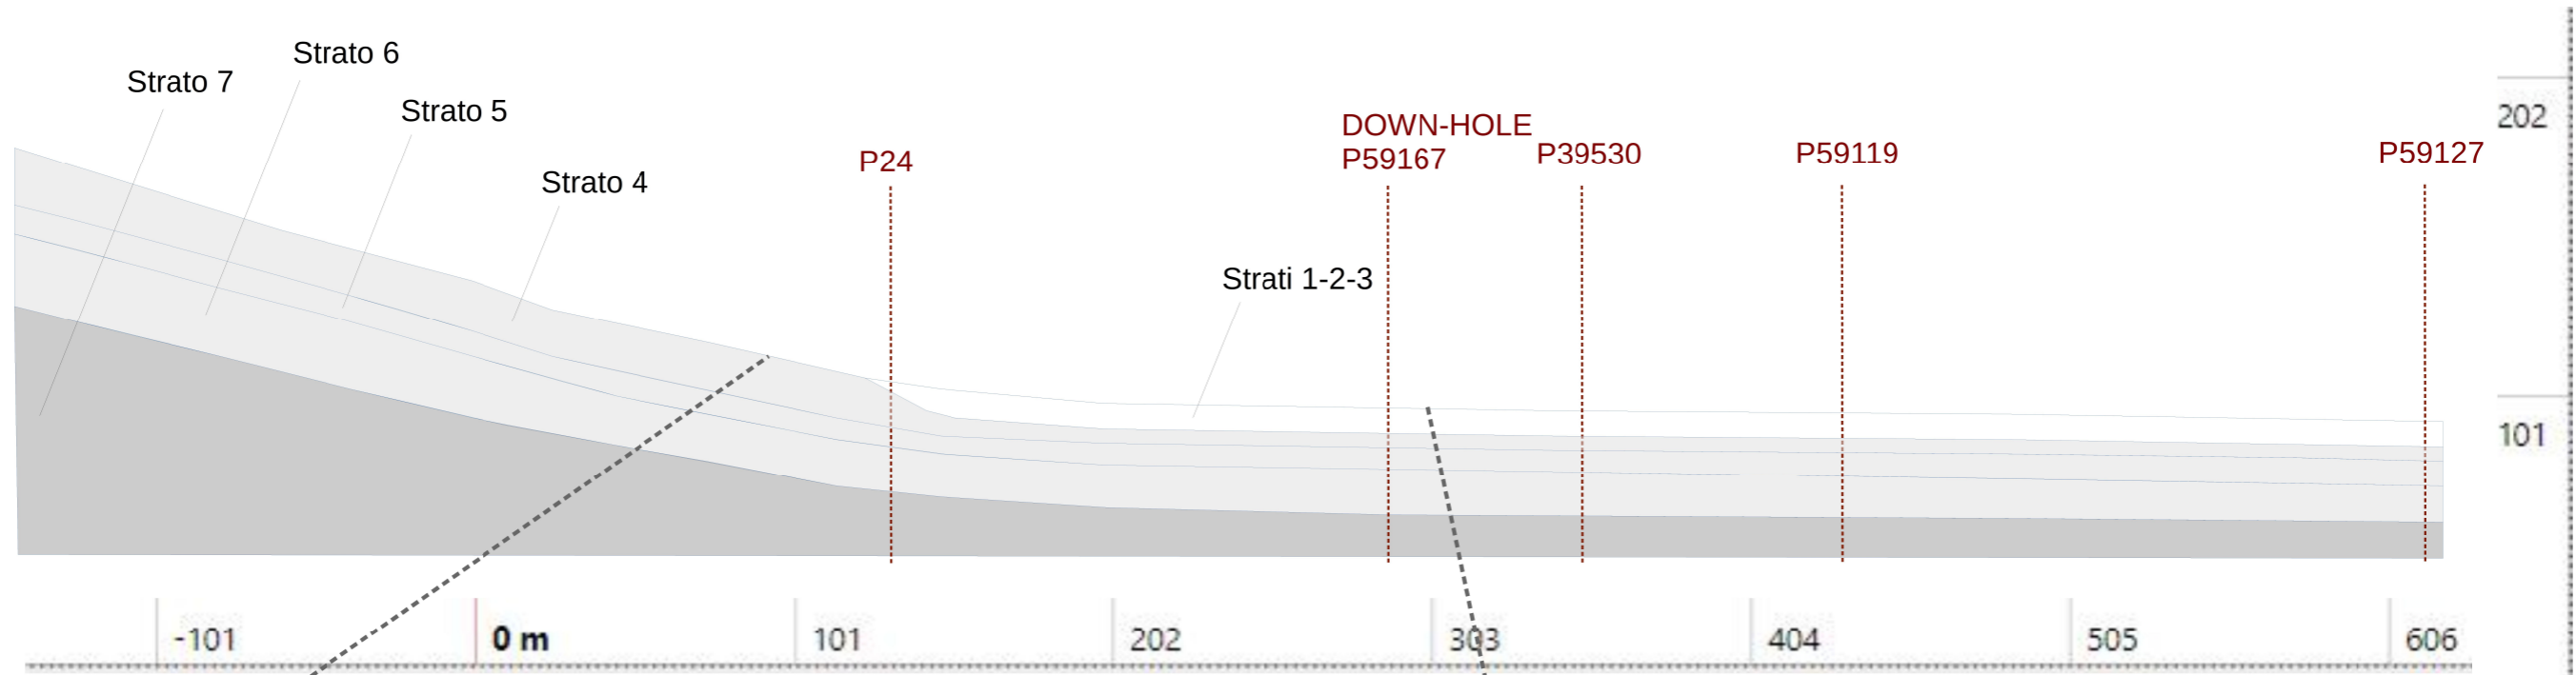 Strato 6
Strato 7
Strato 5
Strato 4
P24
DOWN-HOLE
P59167
P39530
P59119
P59127
Strati 1-2-3
202
101
-101
0 m
101
202
303
404
505
606